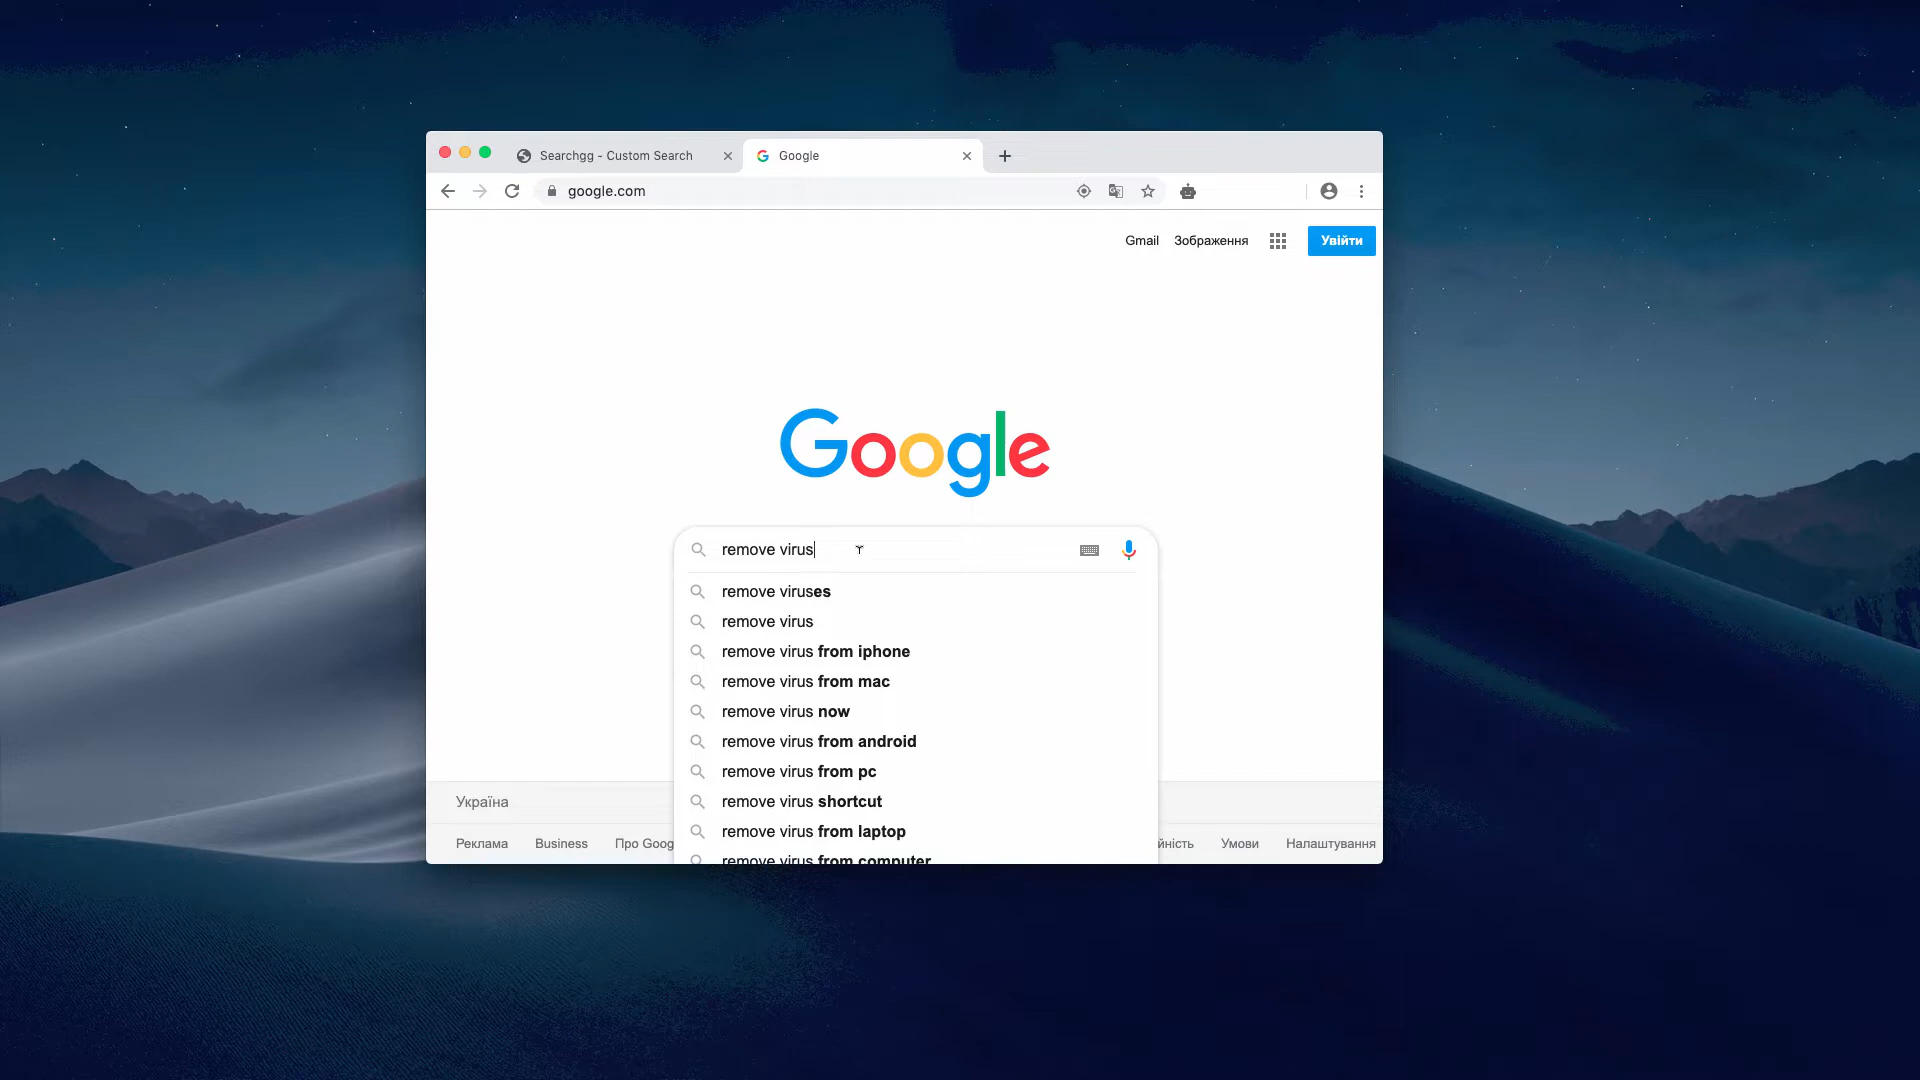 Searchgg - Custom Search
Google
google.com
Gmail
Зображення
Увійти
Google
remove virus
remove viruses
remove virus
remove virus from iphone
remove virus from mac
remove virus now
remove virus from android
remove virus from pc
remove virus shortcut
remove virus from laptop
remove virus from computer
Україна
Реклама
Business
Про Goog
йність
Умови
Налаштування